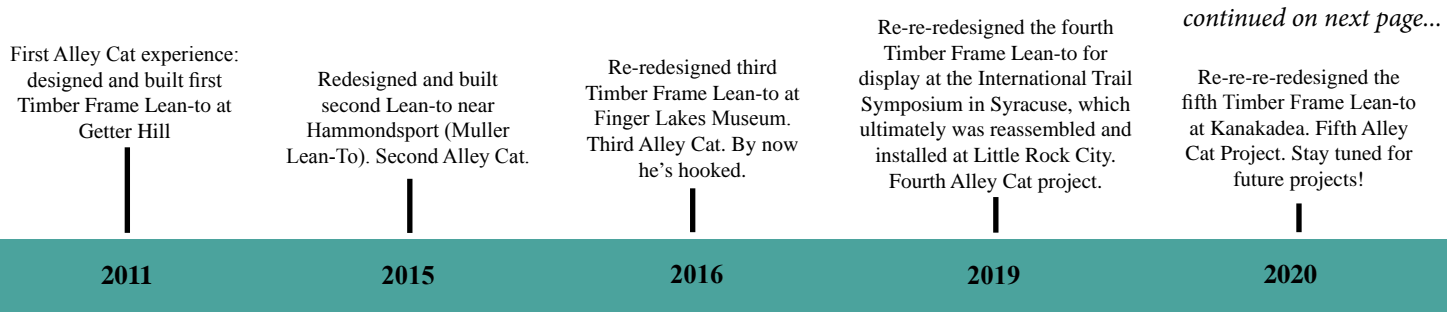 continued on next page...
First Alley Cat experience:
designed and built first
Timber Frame Lean-to at
Getter Hill
Redesigned and built
second Lean-to near
Hammondsport (Muller
Lean-To). Second Alley Cat.
Re-redesigned third
Timber Frame Lean-to at
Finger Lakes Museum.
Third Alley Cat. By now
he’s hooked.
Re-re-redesigned the fourth
Timber Frame Lean-to for
display at the International Trail
Symposium in Syracuse, which
ultimately was reassembled and
installed at Little Rock City.
Fourth Alley Cat project.
Re-re-re-redesigned the
fifth Timber Frame Lean-to
at Kanakadea. Fifth Alley
Cat Project. Stay tuned for
future projects!
2011
2015
2016
2019
2020